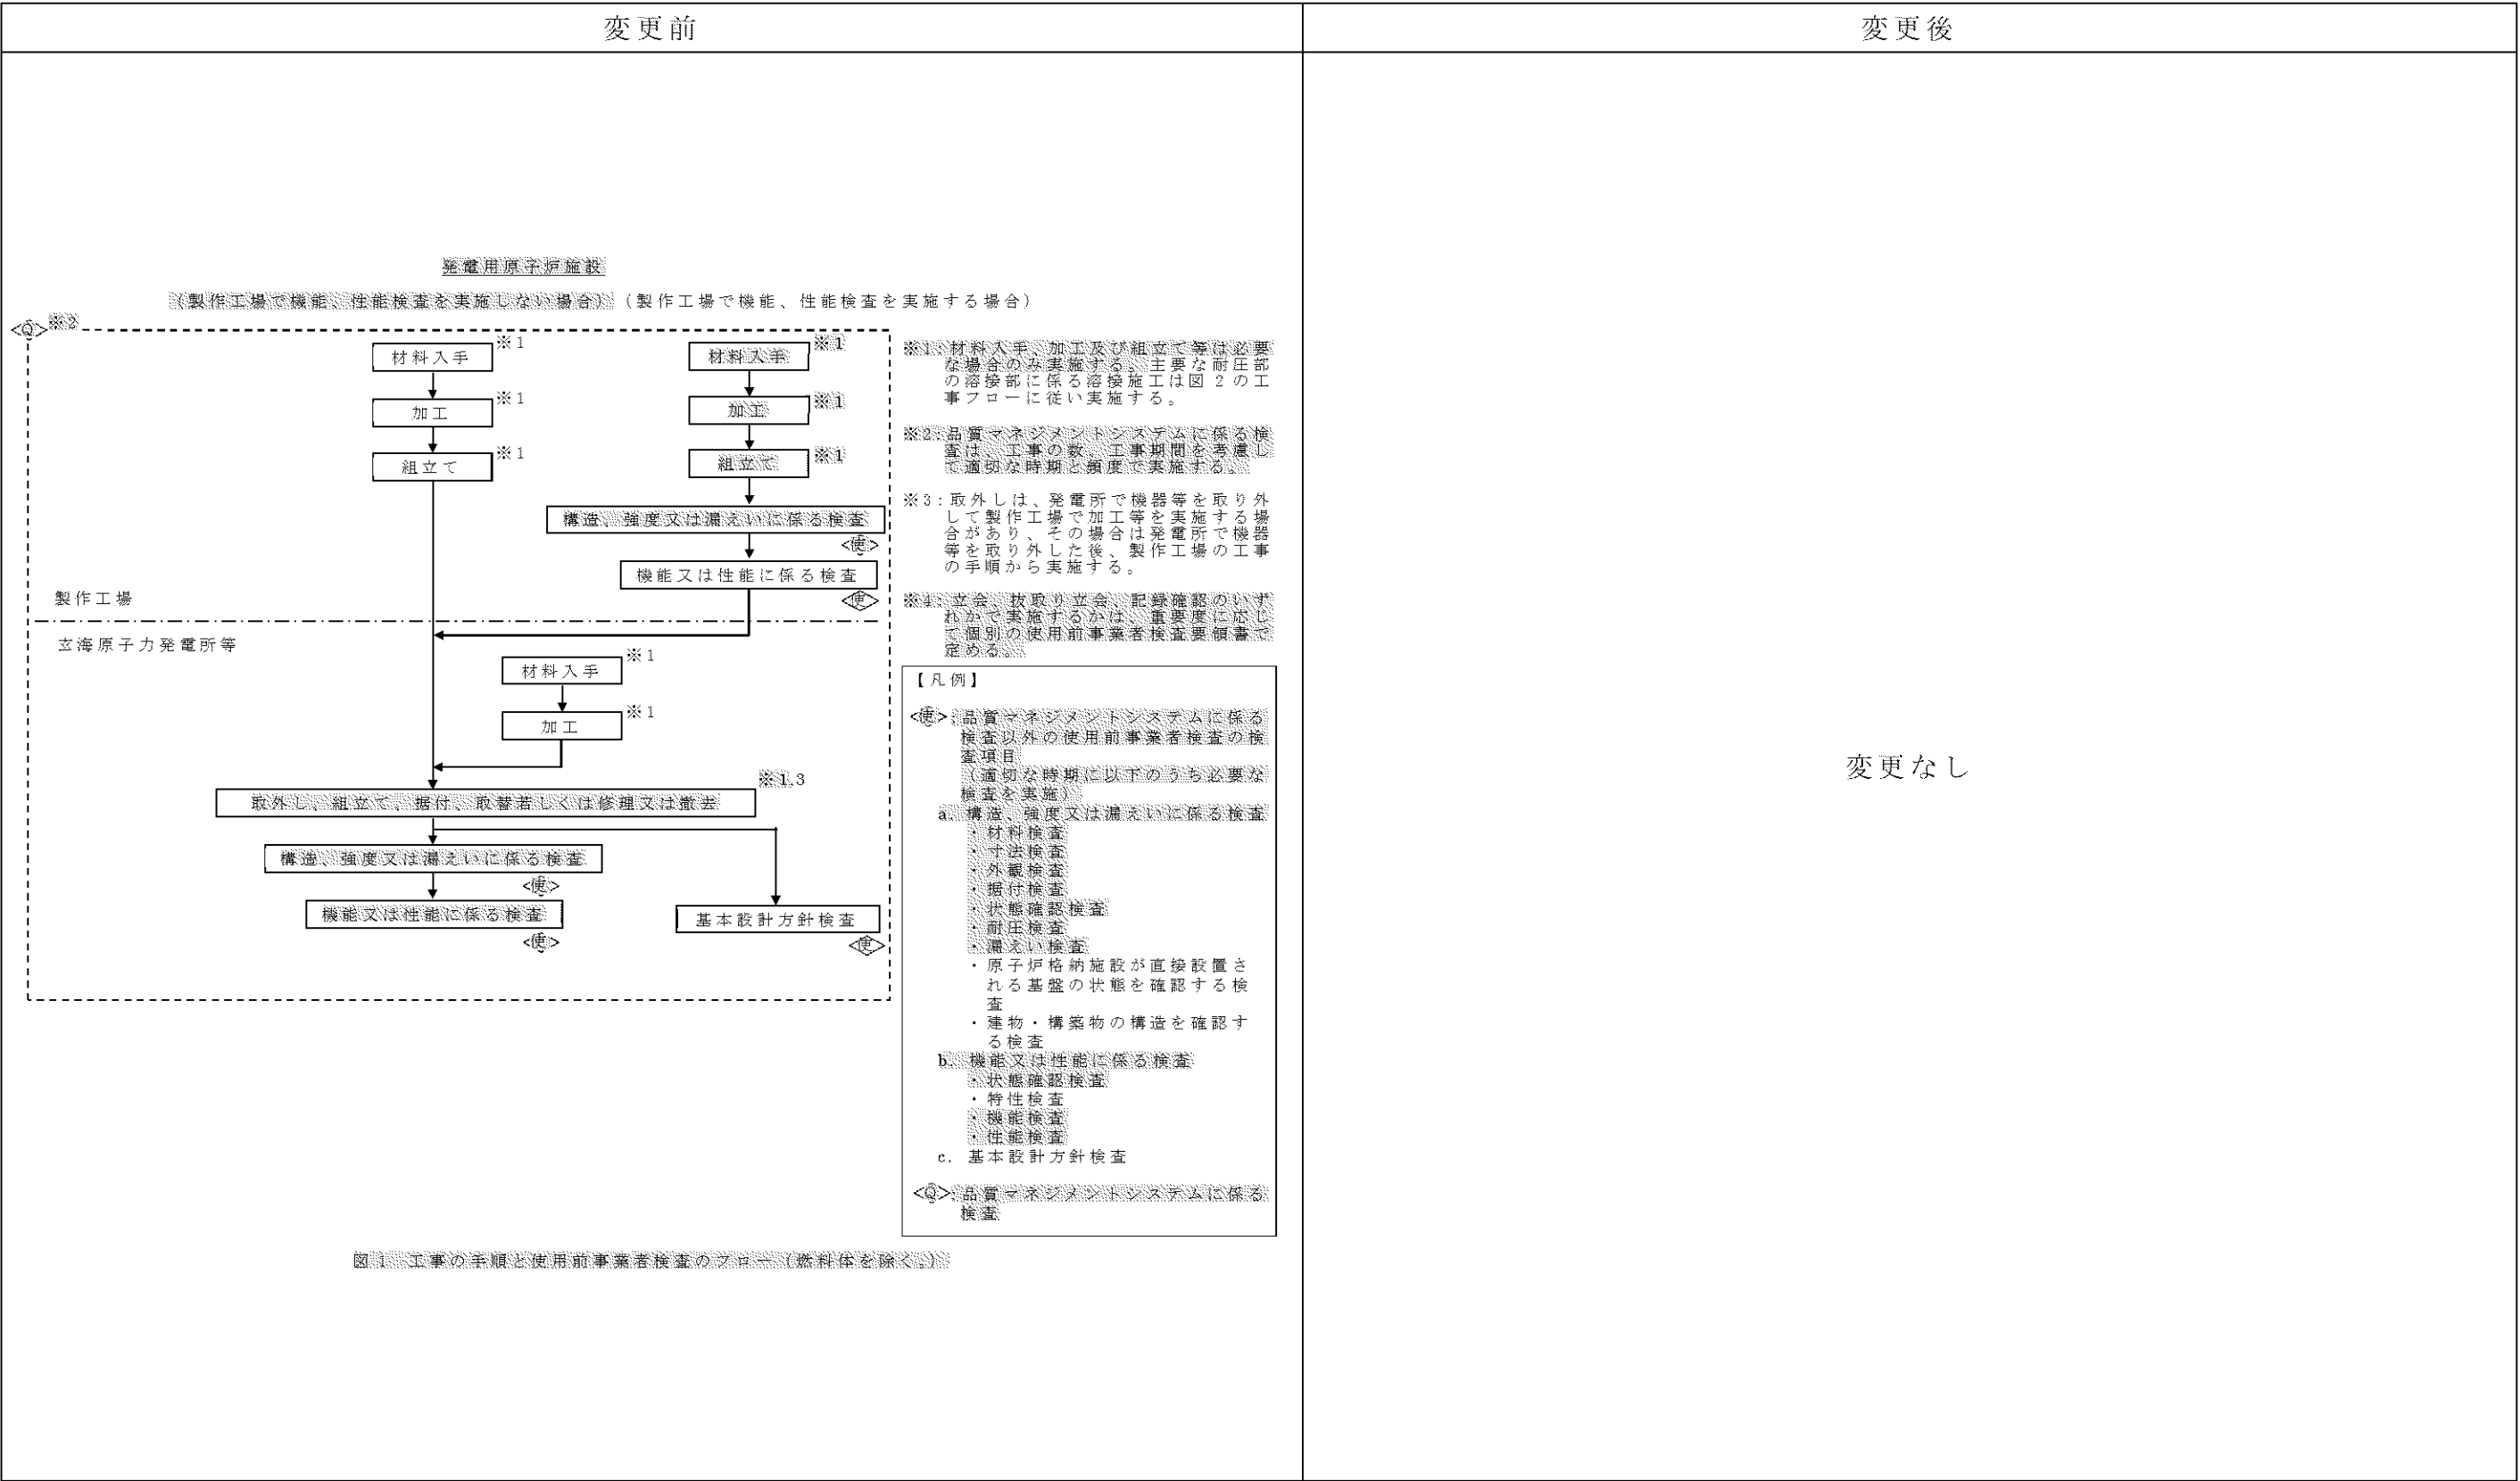 変更前
変更後
発電用原子炉施設
（製作工場で機能、性能検査を実施しない場合）（製作工場で機能、性能検査を実施する場合）
<Q>※2
材料入手
※1
加工
※1
組立て
※1
材料入手
※1
加工
※1
組立て
※1
構造、強度又は漏えいに係る検査
<使>
機能又は性能に係る検査
<使>
製作工場
玄海原子力発電所等
材料入手
※1
加工
※1
※1,3
取外し、組立て、据付、取替若しくは修理又は撤去
構造、強度又は漏えいに係る検査
<使>
機能又は性能に係る検査
<使>
基本設計方針検査
<使>
※1:材料入手、加工及び組立て等は必要
な場合のみ実施する。主要な耐圧部
の溶接部に係る溶接施工は図2の工
事フローに従い実施する。
※2:品質マネジメントシステムに係る検
査は、工事の数、工事期間を考慮し
て適切な時期と頻度で実施する。
※3:取外しは、発電所で機器等を取り外
して製作工場で加工等を実施する場
合があり、その場合は発電所で機器
等を取り外した後、製作工場の工事
の手順から実施する。
※4:立会、抜取り立会、記録確認のいず
れかで実施するかは、重要度に応じ
て個別の使用前事業者検査要領書で
定める。
【凡例】
<使>:品質マネジメントシステムに係る
検査以外の使用前事業者検査の検
査項目
（適切な時期に以下のうち必要な
検査を実施）
a. 構造、強度又は漏えいに係る検査
・材料検査
・寸法検査
・外観検査
・据付検査
・状態確認検査
・耐圧検査
・漏えい検査
・原子炉格納施設が直接設置さ
れる基盤の状態を確認する検
査
・建物・構築物の構造を確認す
る検査
b. 機能又は性能に係る検査
・状態確認検査
・特性検査
・機能検査
・性能検査
c. 基本設計方針検査
<Q>:品質マネジメントシステムに係る
検査
図1 工事の手順と使用前事業者検査のフロー（燃料体を除く。）
変更なし